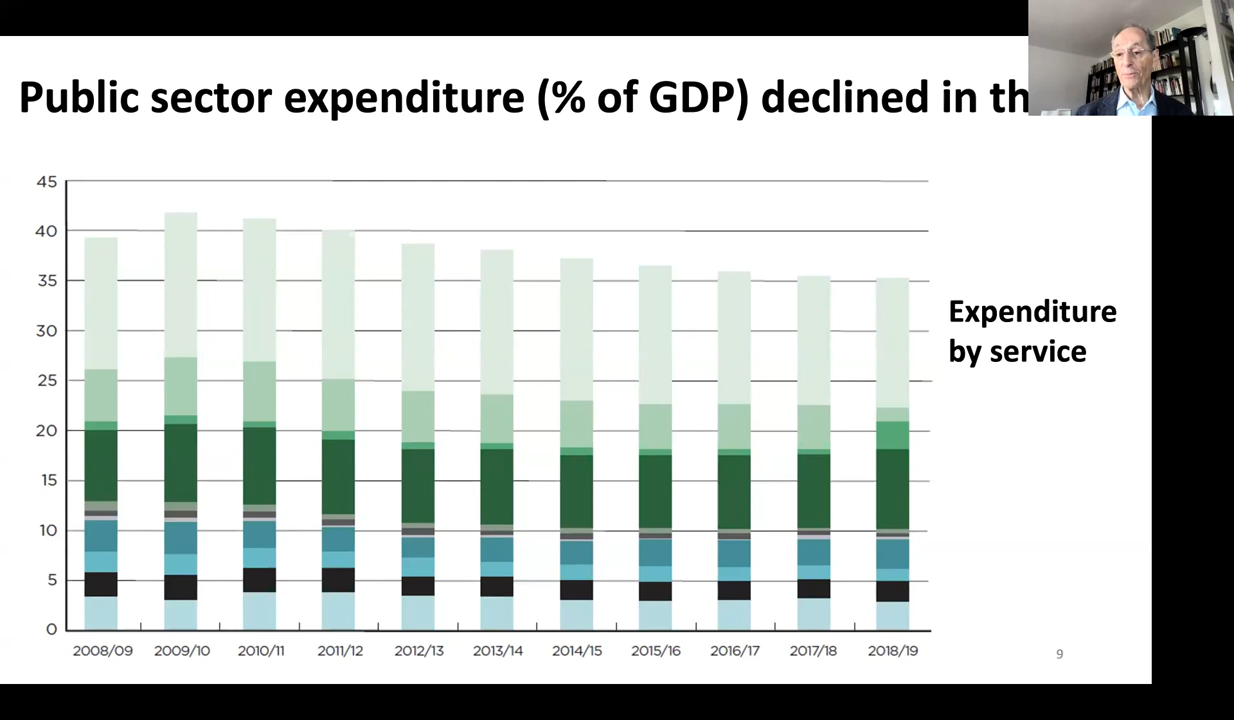 Public sector expenditure (% of GDP) declined in th
45
40
35
30
25
20
15
10
5
0
Expenditure
by service
2008/09 2009/10 2010/11 2011/12 2012/13 2013/14 2014/15 2015/16 2016/17 2017/18 2018/19
9